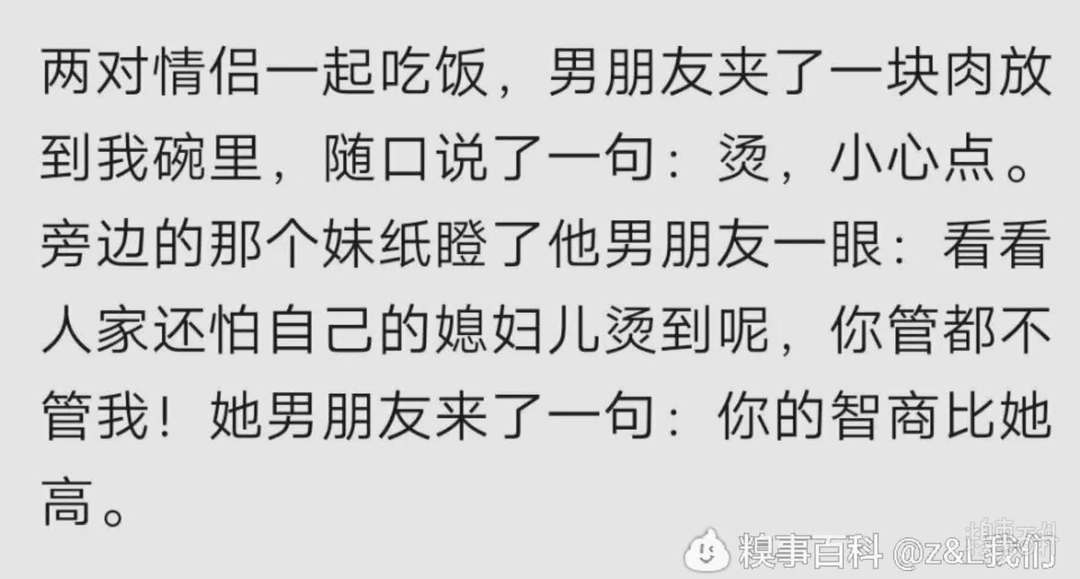 两对情侣一起吃饭，男朋友夹了一块肉放
到我碗里，随口说了一句：烫，小心点。
旁边的那个妹纸瞪了他男朋友一眼：看看
人家还怕自己的媳妇儿烫到呢，你管都不
管我！她男朋友来了一句：你的智商比她
高。
糗事百科
糗事百科 @z&L我们